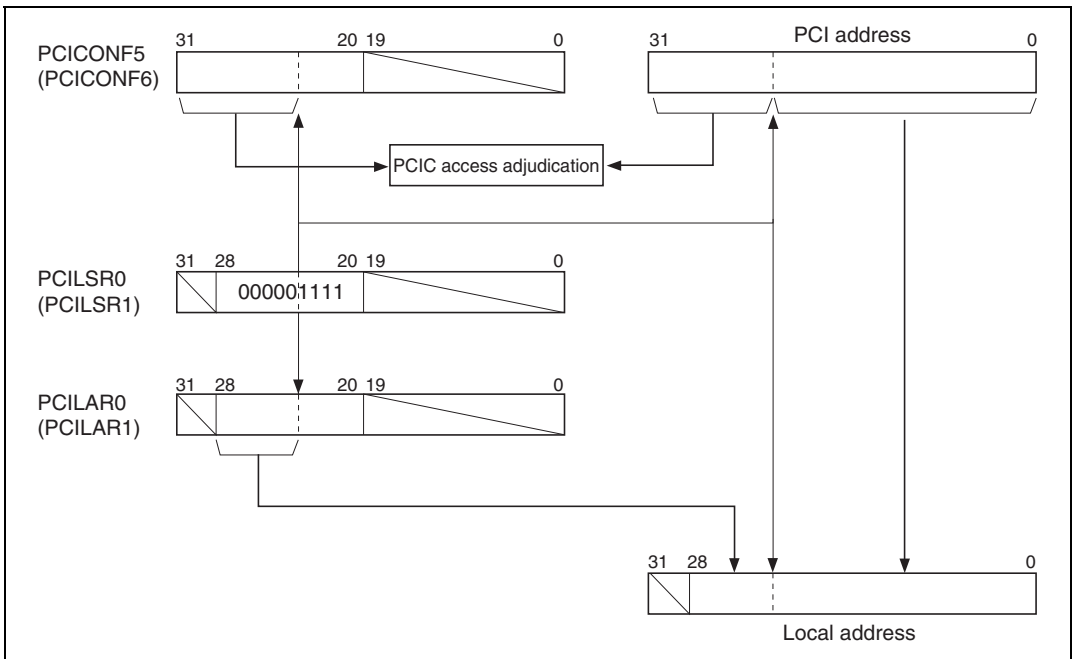 31 20 19 0
PCICONF5
(PCICONF6)
31 PCI address 0
PCIC access adjudication
31 28 20 19 0
PCILSR0
(PCILSR1)
000001111
31 28 20 19 0
PCILAR0
(PCILAR1)
31 28 0
Local address